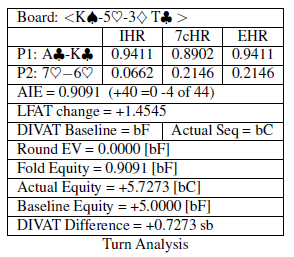 Board: <K♠-5♡-3♢ T♣ >
IHR 7cHR EHR
P1: A♣-K♣ 0.9411 0.8902 0.9411
P2: 7♡−6♡ 0.0662 0.2146 0.2146
AIE = 0.9091 (+40 =0 -4 of 44)
LFAT change = +1.4545
DIVAT Baseline = bF Actual Seq = bC
Round EV = 0.0000 [bF]
Fold Equity = 0.9091 [bF]
Actual Equity = +5.7273 [bC]
Baseline Equity = +5.0000 [bF]
DIVAT Difference = +0.7273 sb
Turn Analysis